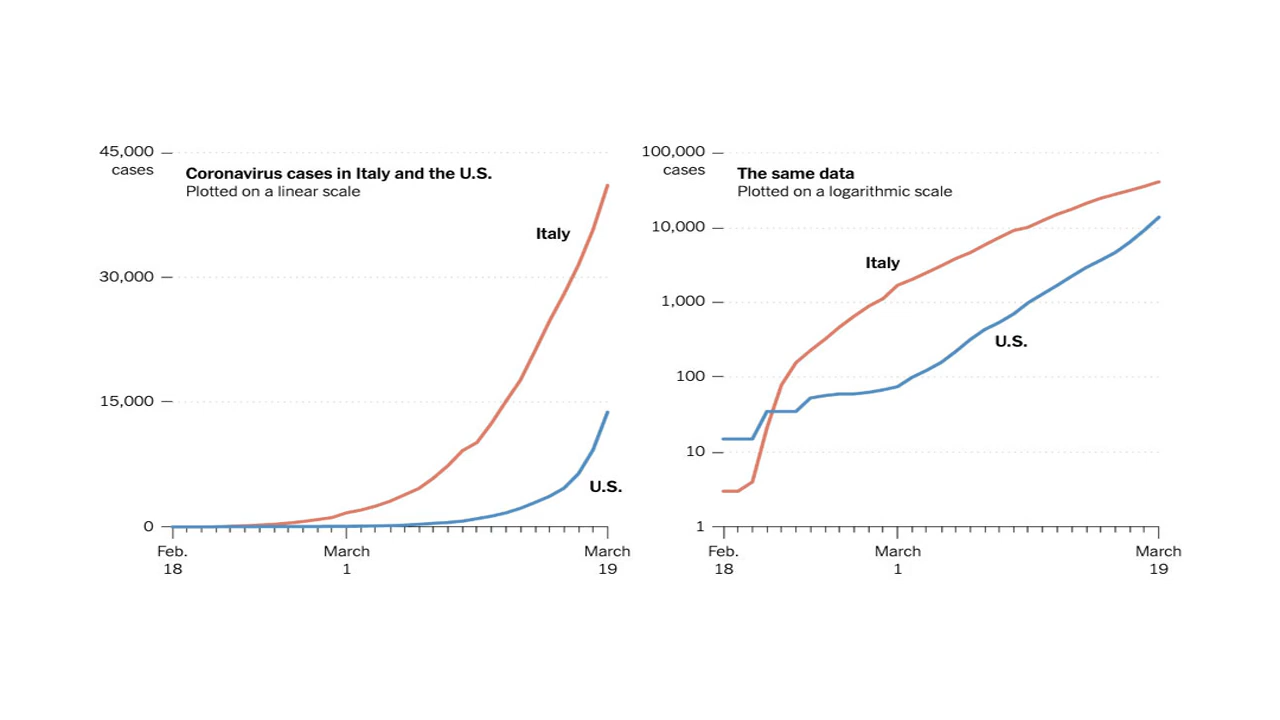 45,000
cases
Coronavirus cases in Italy and the U.S.
Plotted on a linear scale
Italy
30,000
15,000
U.S.
0
Feb.
18
March
1
March
19
100,000
cases
The same data
Plotted on a logarithmic scale
10,000
Italy
1,000
U.S.
100
10
1
Feb.
18
March
1
March
19